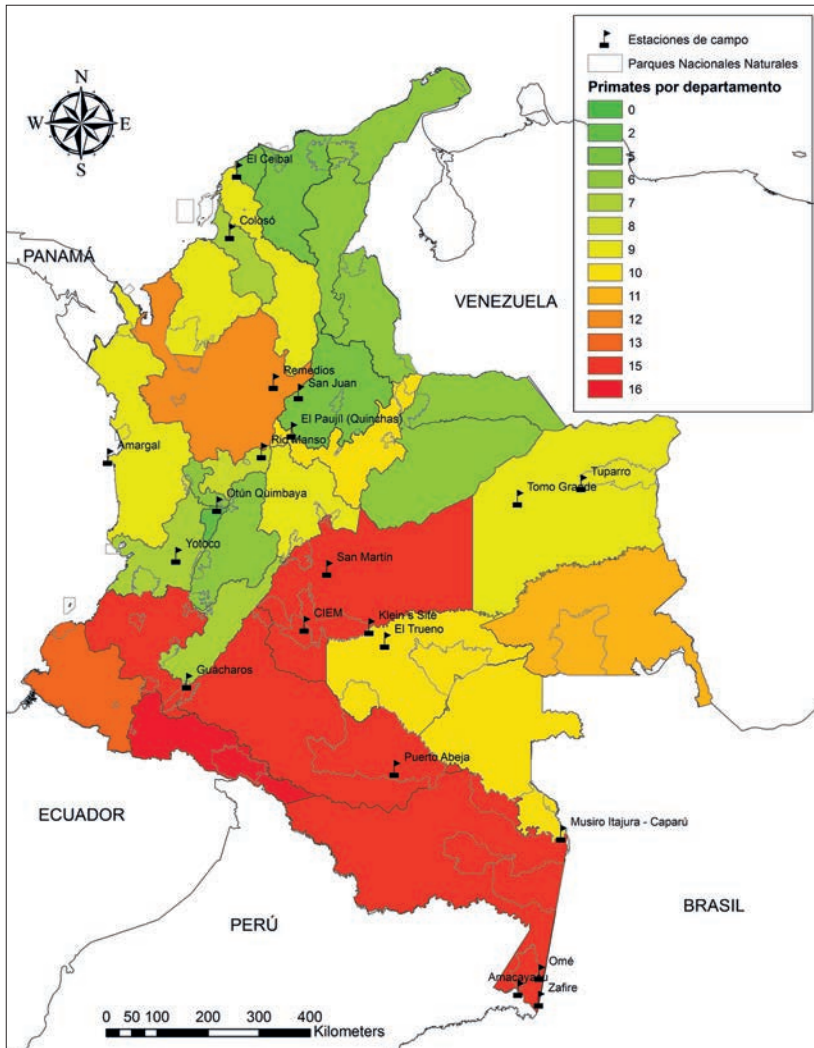 N
W
E
S
Estaciones de campo
Parques Nacionales Naturales
Primates por departamento
0
2
5
6
7
8
9
10
11
12
13
15
16
PANAMÁ
VENEZUELA
ECUADOR
PERÚ
BRASIL
El Ceibal
Colosó
Remedios
San Juan
El Paujíl (Quinchas)
Rio Manso
Amargal
Otún Quimbaya
Yotoco
Tuparro
Tomo Grande
San Martín
CIEM
Klein´s Site
El Trueno
Guácharos
Puerto Abeja
Musiro Itajura - Caparú
Omé
Amacayacu
Zafire
0 50 100 200 300 400
Kilometers